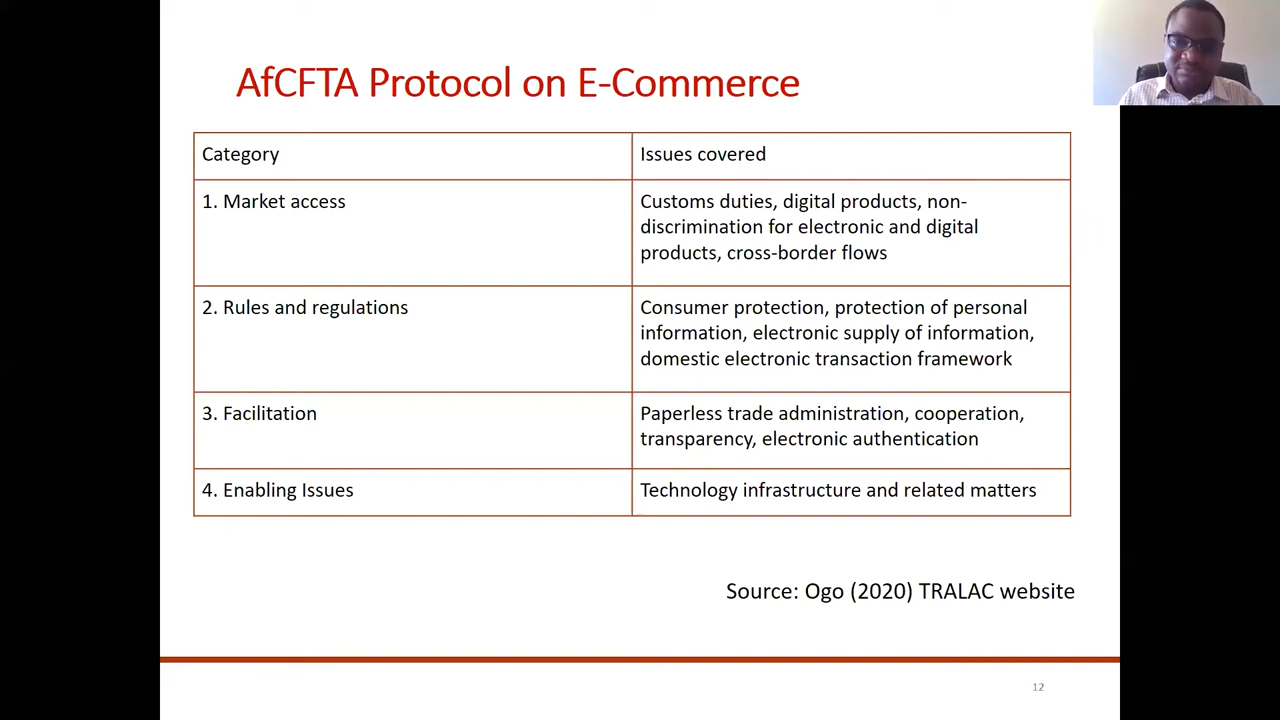 AfCFTA Protocol on E-Commerce
Category
Issues covered
1. Market access
Customs duties, digital products, non-
discrimination for electronic and digital
products, cross-border flows
2. Rules and regulations
Consumer protection, protection of personal
information, electronic supply of information,
domestic electronic transaction framework
3. Facilitation
Paperless trade administration, cooperation,
transparency, electronic authentication
4. Enabling Issues
Technology infrastructure and related matters
Source: Ogo (2020) TRALAC website
12